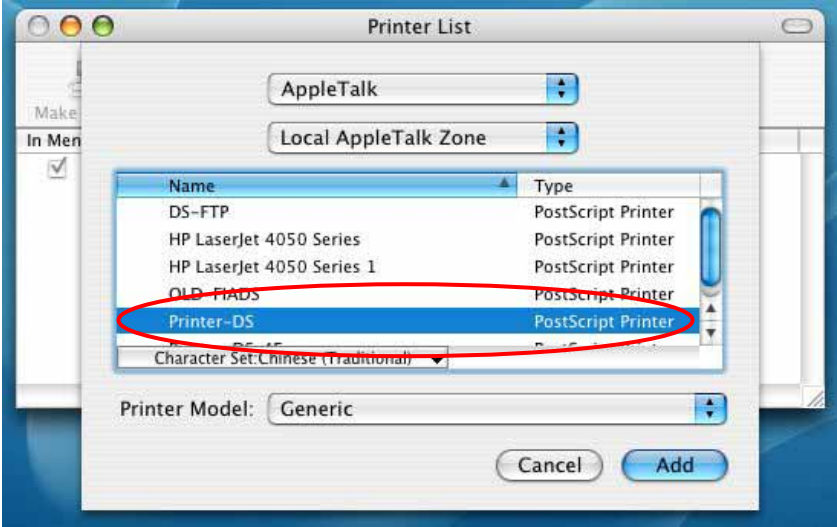 Printer List
AppleTalk
Make
Local AppleTalk Zone
In Men
Name Type
DS-FTP PostScript Printer
HP LaserJet 4050 Series PostScript Printer
HP LaserJet 4050 Series 1 PostScript Printer
OLD-FIADS PostScript Printer
Printer-DS PostScript Printer
Character Set:Chinese (Traditional)
Printer Model: Generic
Cancel Add